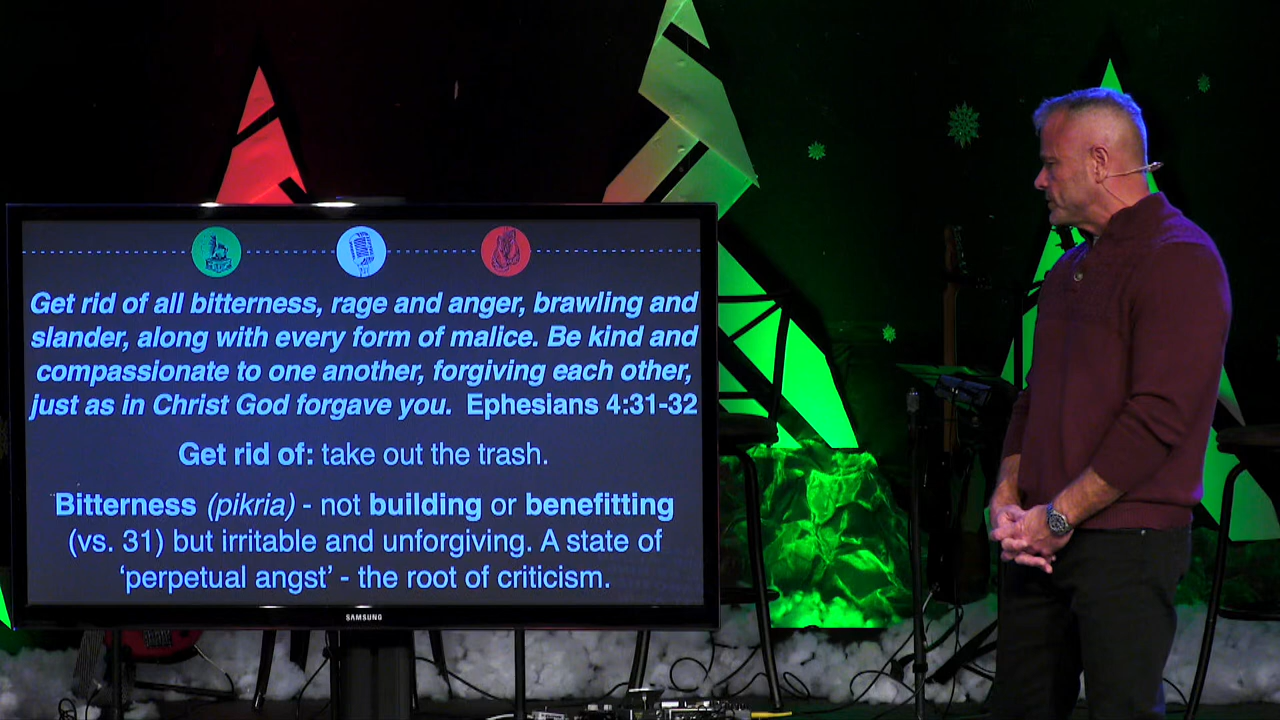 Get rid of all bitterness, rage and anger, brawling and
slander, along with every form of malice. Be kind and
compassionate to one another, forgiving each other,
just as in Christ God forgave you. Ephesians 4:31-32
Get rid of: take out the trash.
Bitterness (pikria) - not building or benefitting
(vs. 31) but irritable and unforgiving. A state of
‘perpetual angst’ - the root of criticism.
SAMSUNG